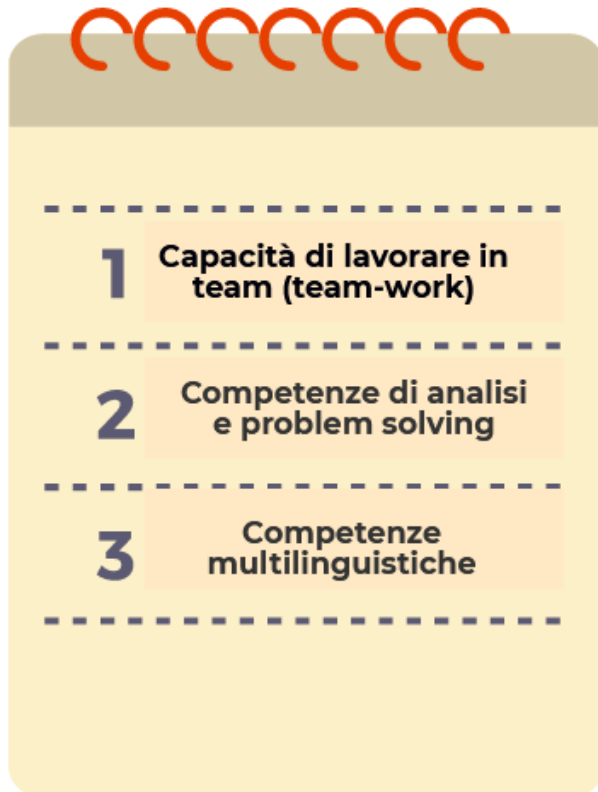 1
Capacità di lavorare in
team (team-work)
2
Competenze di analisi
e problem solving
3
Competenze
multilinguistiche